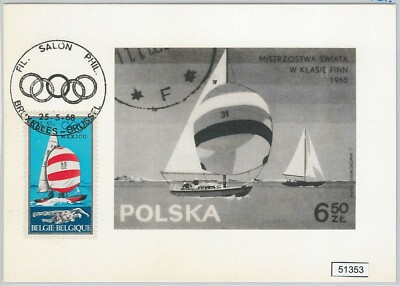 FIL. SALON PHIL.
BRUXELLES - BRUSSEL
25-5-68
MEXICO
BELGIE BELGIQUE
MISTRZOSTWA ŚWIATA
W KLASIE FINN
1965
F
31
POLSKA
6 50
ZŁ
51353